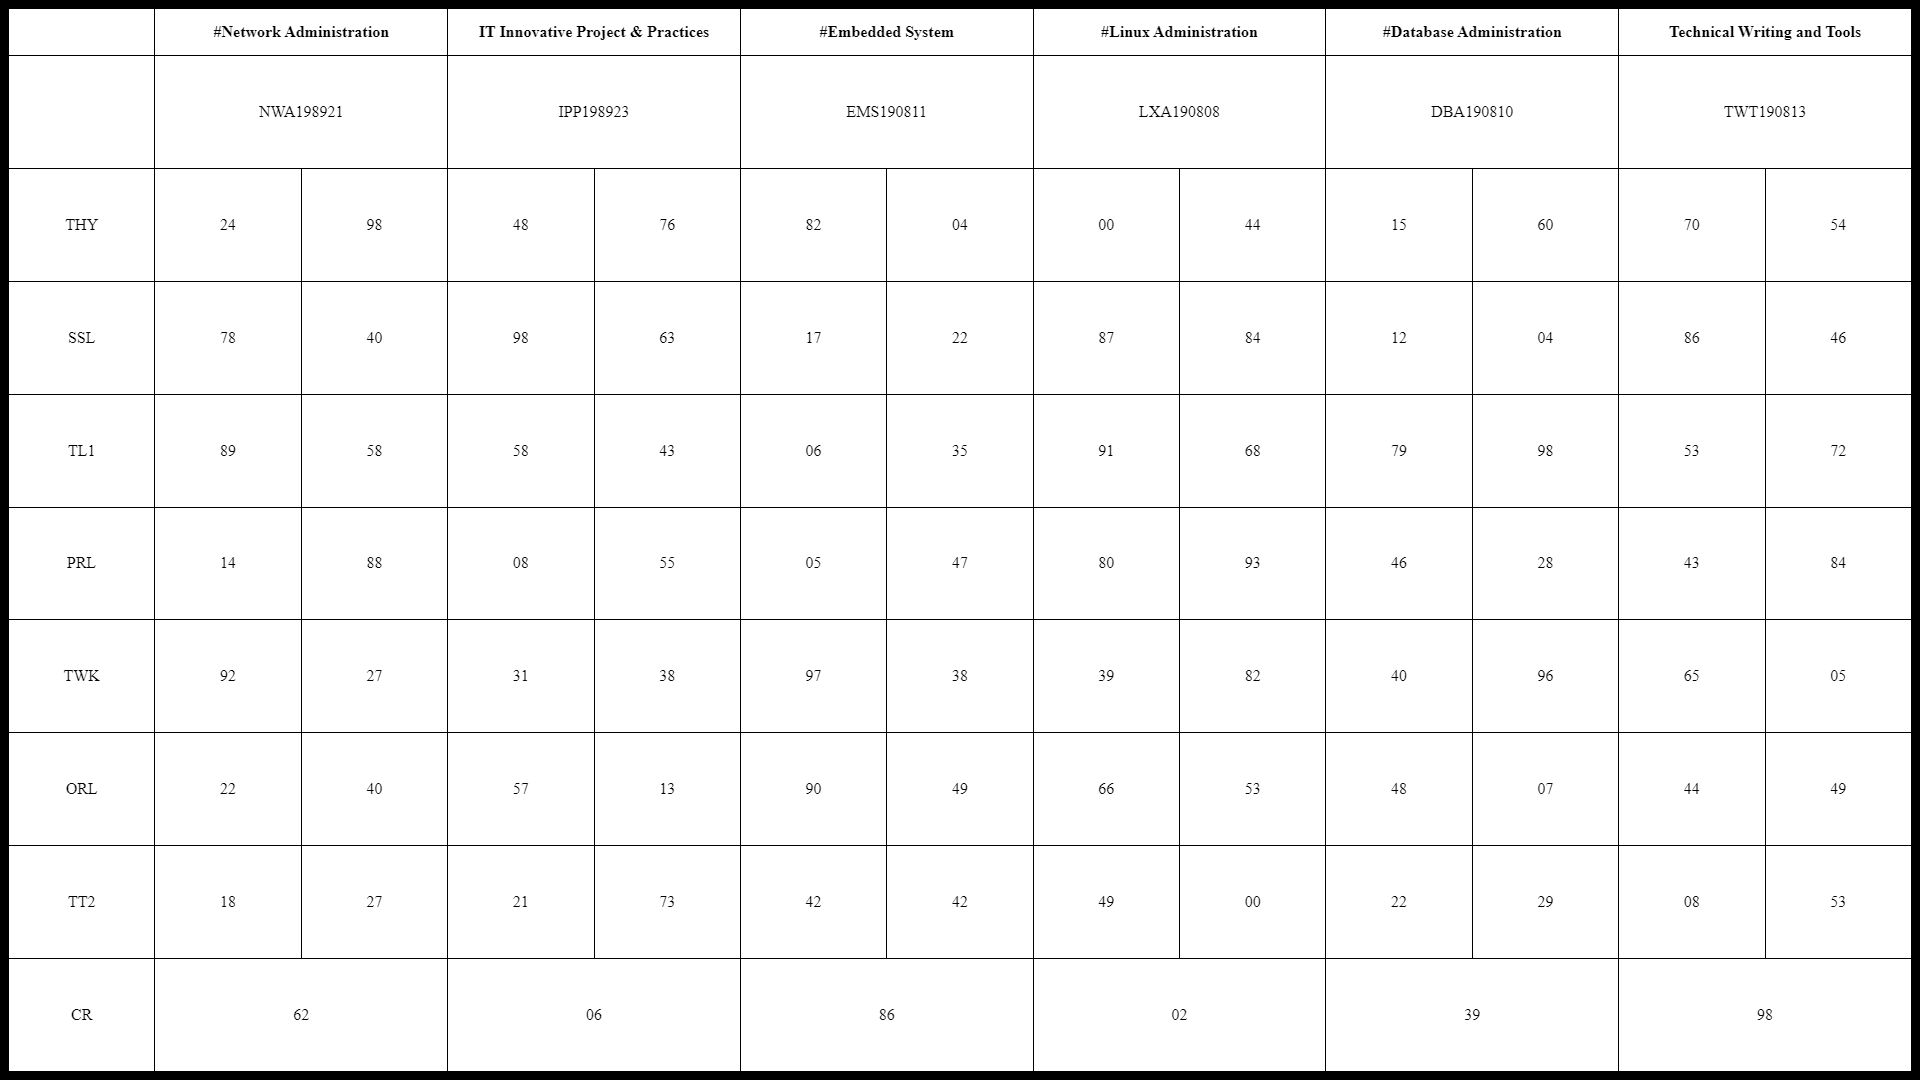 #Network Administration IT Innovative Project & Practices #Embedded System #Linux Administration #Database Administration Technical Writing and Tools
NWA198921 IPP198923 EMS190811 LXA190808 DBA190810 TWT190813
THY 24 98 48 76 82 04 00 44 15 60 70 54
SSL 78 40 98 63 17 22 87 84 12 04 86 46
TL1 89 58 58 43 06 35 91 68 79 98 53 72
PRL 14 88 08 55 05 47 80 93 46 28 43 84
TWK 92 27 31 38 97 38 39 82 40 96 65 05
ORL 22 40 57 13 90 49 66 53 48 07 44 49
TT2 18 27 21 73 42 42 49 00 22 29 08 53
CR 62 06 86 02 39 98